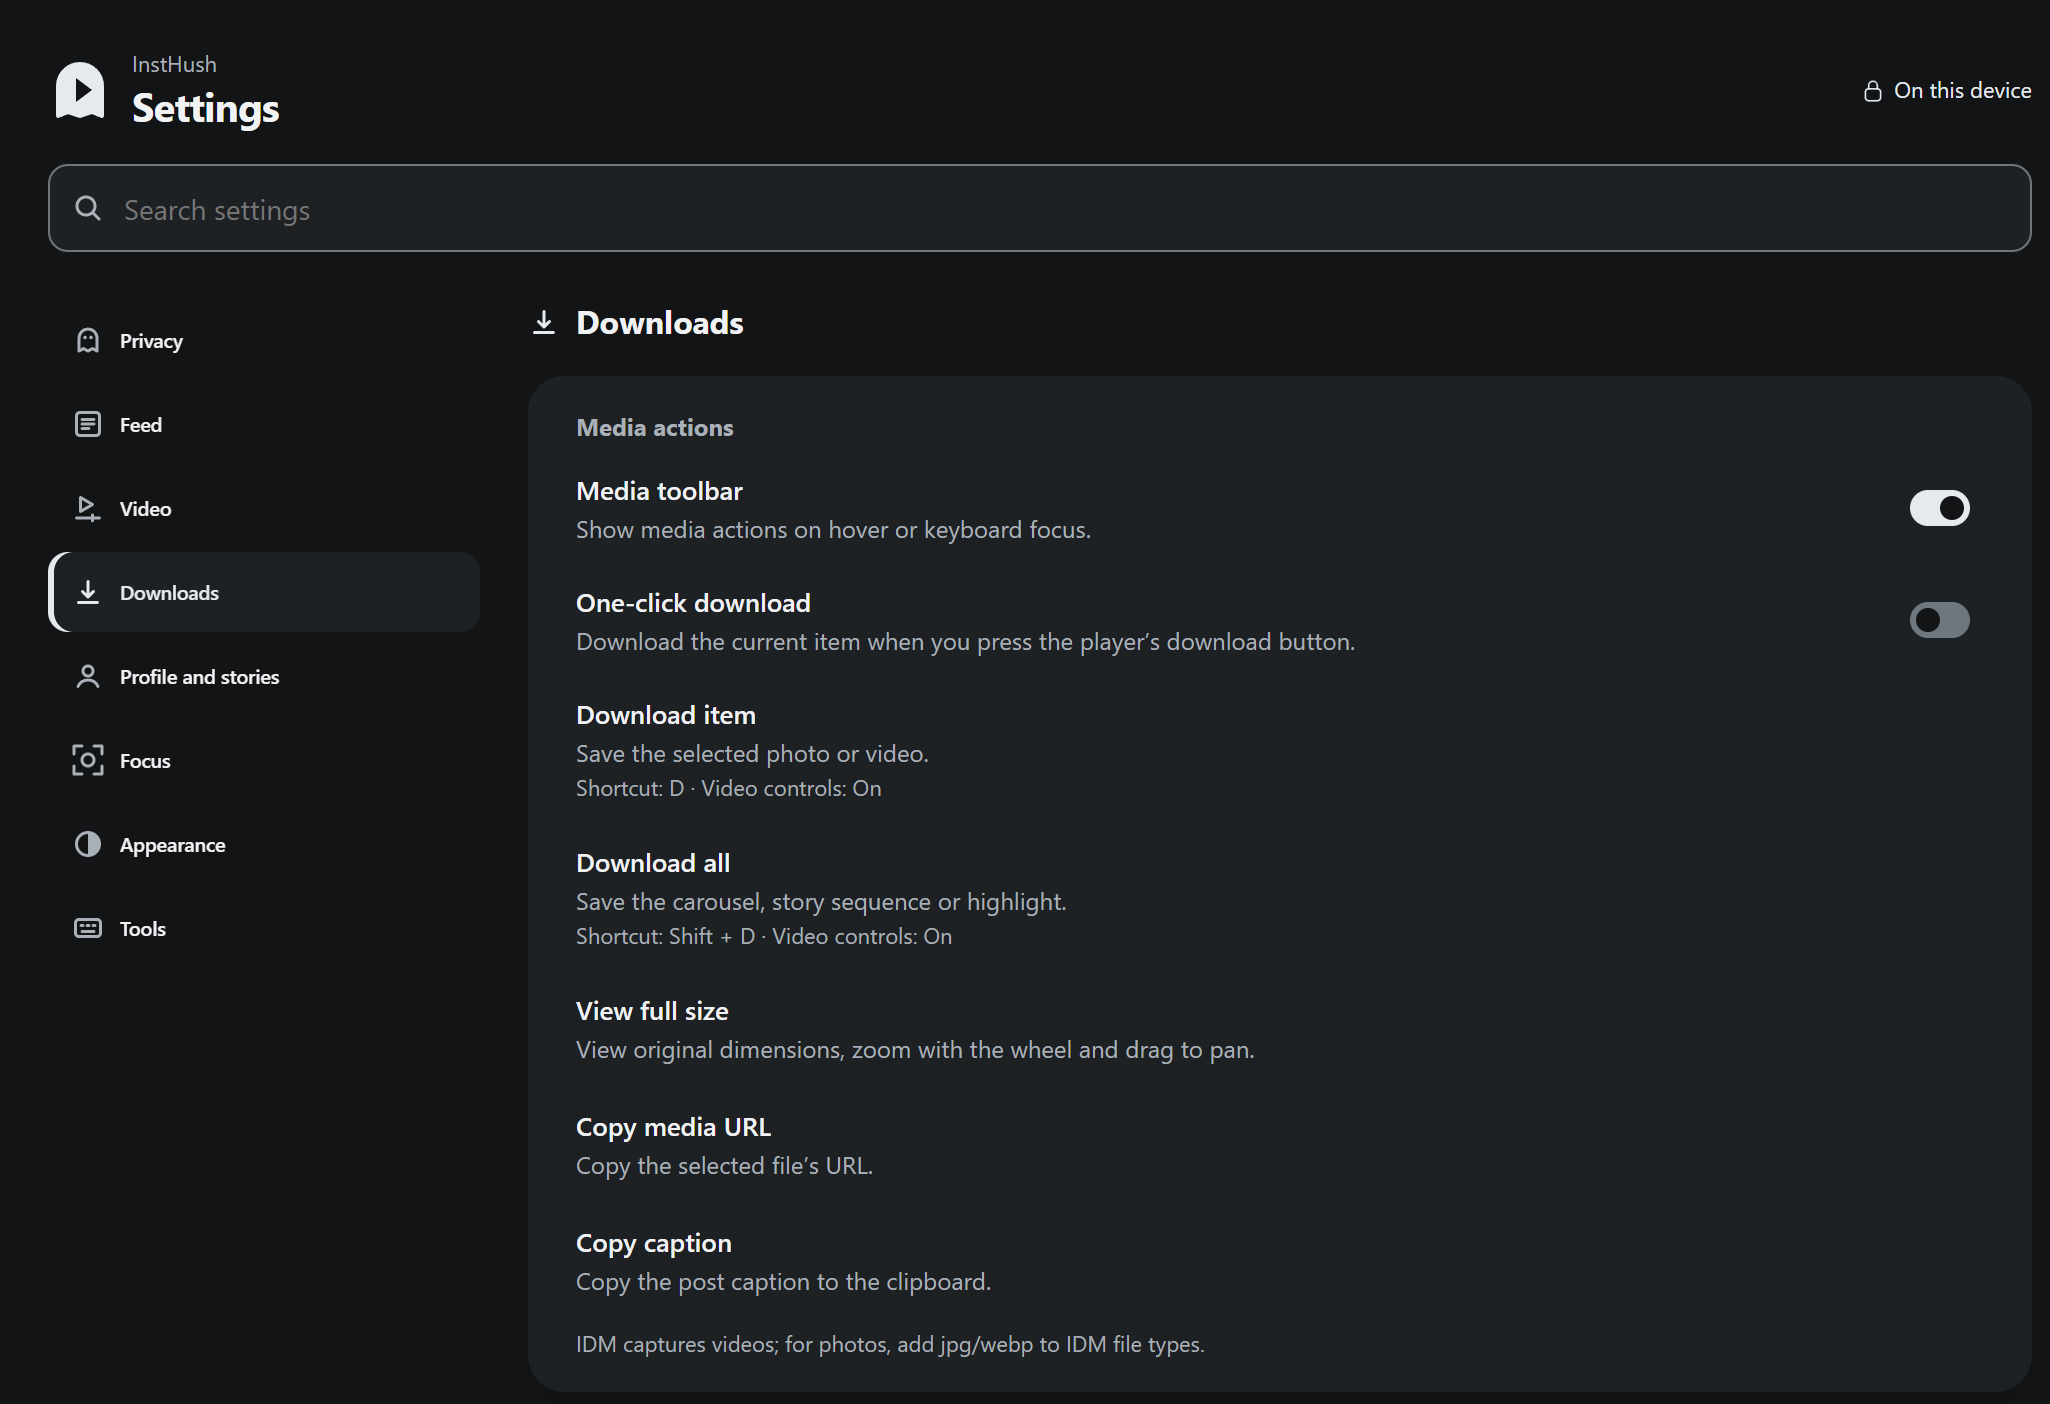 InstHush
Settings
On this device
Search settings
Privacy
Feed
Video
Downloads
Profile and stories
Focus
Appearance
Tools
Downloads
Media actions
Media toolbar
Show media actions on hover or keyboard focus.
One-click download
Download the current item when you press the player’s download button.
Download item
Save the selected photo or video.
Shortcut: D · Video controls: On
Download all
Save the carousel, story sequence or highlight.
Shortcut: Shift + D · Video controls: On
View full size
View original dimensions, zoom with the wheel and drag to pan.
Copy media URL
Copy the selected file’s URL.
Copy caption
Copy the post caption to the clipboard.
IDM captures videos; for photos, add jpg/webp to IDM file types.